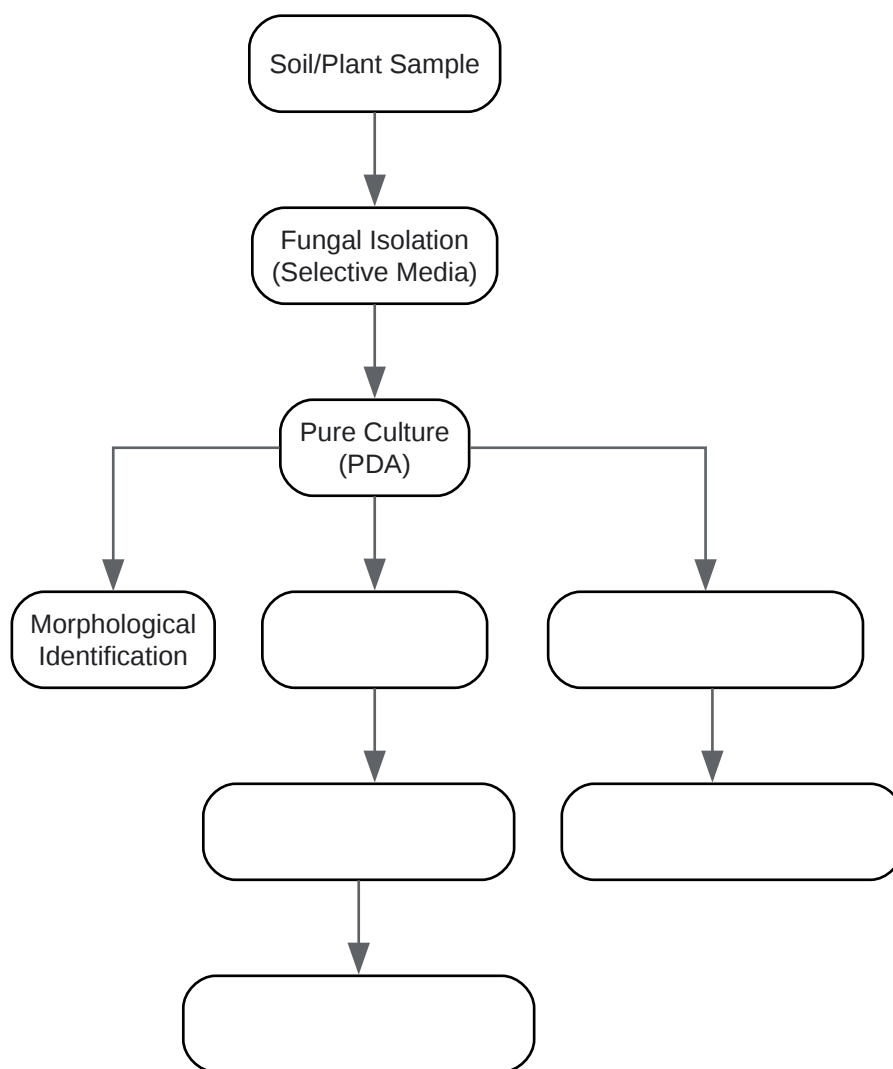 Soil/Plant Sample
Fungal Isolation
(Selective Media)
Pure Culture
(PDA)
Morphological
Identification